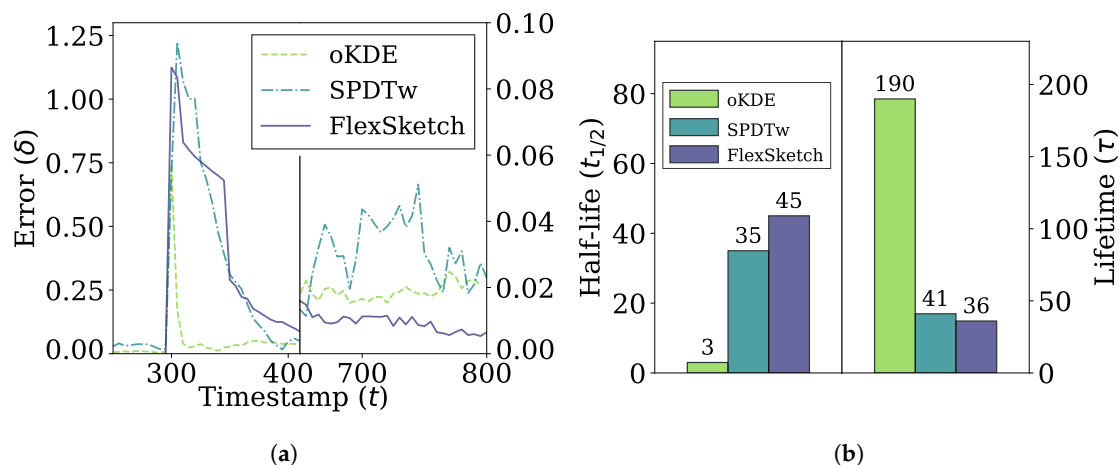 1.25
1.00
0.75
0.50
0.25
0.00
Error (δ)
0.10
0.08
0.06
0.04
0.02
0.00
oKDE
SPDTw
FlexSketch
300
400
700
800
Timestamp (t)
(a)
80
60
40
20
0
Half-life (t1/2)
oKDE
SPDTw
FlexSketch
3
35
45
190
41
36
200
150
100
50
0
Lifetime (τ)
(b)